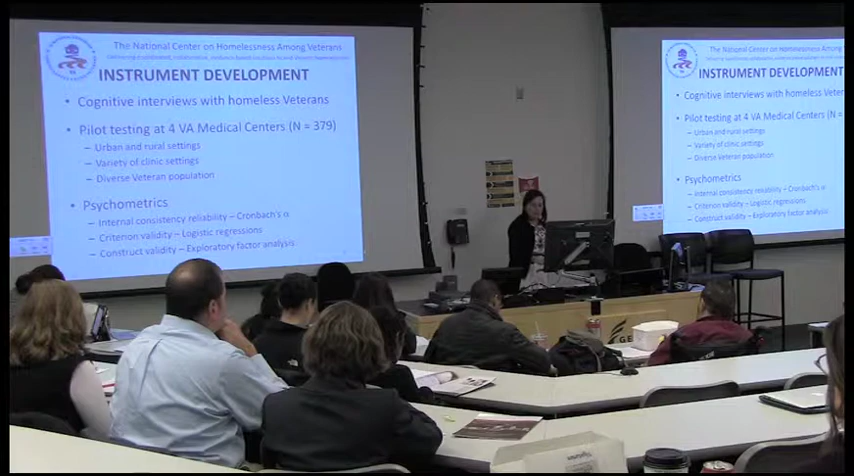 The National Center on Homelessness Among Veterans
INSTRUMENT DEVELOPMENT
• Cognitive interviews with homeless Veterans
• Pilot testing at 4 VA Medical Centers (N = 379)
– Urban and rural settings
– Variety of clinic settings
– Diverse Veteran population
• Psychometrics
– Internal consistency reliability – Cronbach's α
– Criterion validity – Logistic regressions
– Construct validity – Exploratory factor analysis
The National Center on Homelessness Among
INSTRUMENT DEVELOPMENT
• Cognitive interviews with homeless Veter
• Pilot testing at 4 VA Medical Centers (N =
– Urban and rural settings
– Variety of clinic settings
– Diverse Veteran population
• Psychometrics
– Internal consistency reliability – Cronbach's α
– Criterion validity – Logistic regressions
– Construct validity – Exploratory factor analysis